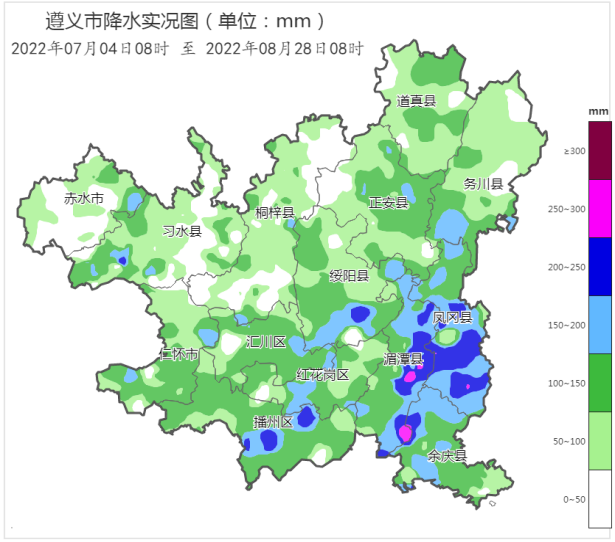 遵义市降水实况图（单位：mm）
2022年07月04日08时 至 2022年08月28日08时
道真县
务川县
赤水市
正安县
桐梓县
习水县
绥阳县
凤冈县
汇川区
仁怀市
湄潭县
红花岗区
播州区
余庆县
mm
≥300
250~300
200~250
150~200
100~150
50~100
0~50